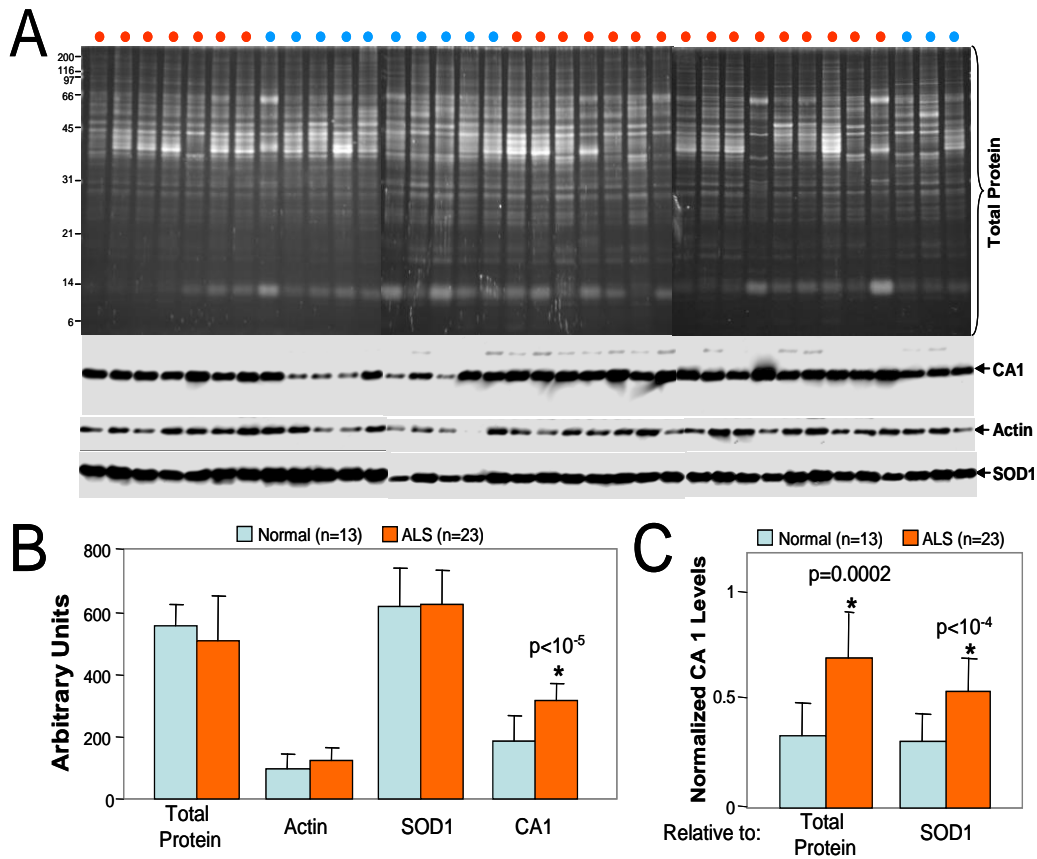 A
200
116
97
66
45
31
21
14
6
Total Protein
CA1
Actin
SOD1
B
Normal (n=13) ALS (n=23)
Arbitrary Units
800
600
400
200
0
p<10-5
*
Total
Protein
Actin
SOD1
CA1
C
Normal (n=13) ALS (n=23)
Normalized CA 1 Levels
1
0.5
0
p=0.0002
*
p<10-4
*
Relative to:
Total
Protein
SOD1